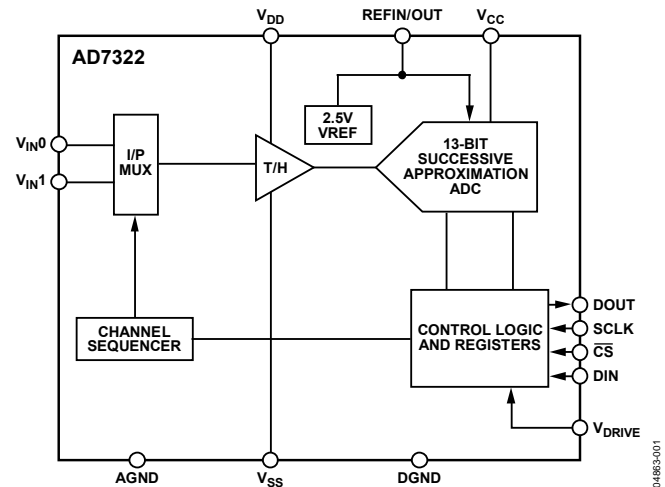 V_DD
REFIN/OUT
V_CC
AD7322
2.5V
VREF
13-BIT
SUCCESSIVE
APPROXIMATION
ADC
V_IN0
V_IN1
I/P
MUX
T/H
CHANNEL
SEQUENCER
CONTROL LOGIC
AND REGISTERS
DOUT
SCLK
C̅S̅
DIN
V_DRIVE
AGND
V_SS
DGND
04863-001